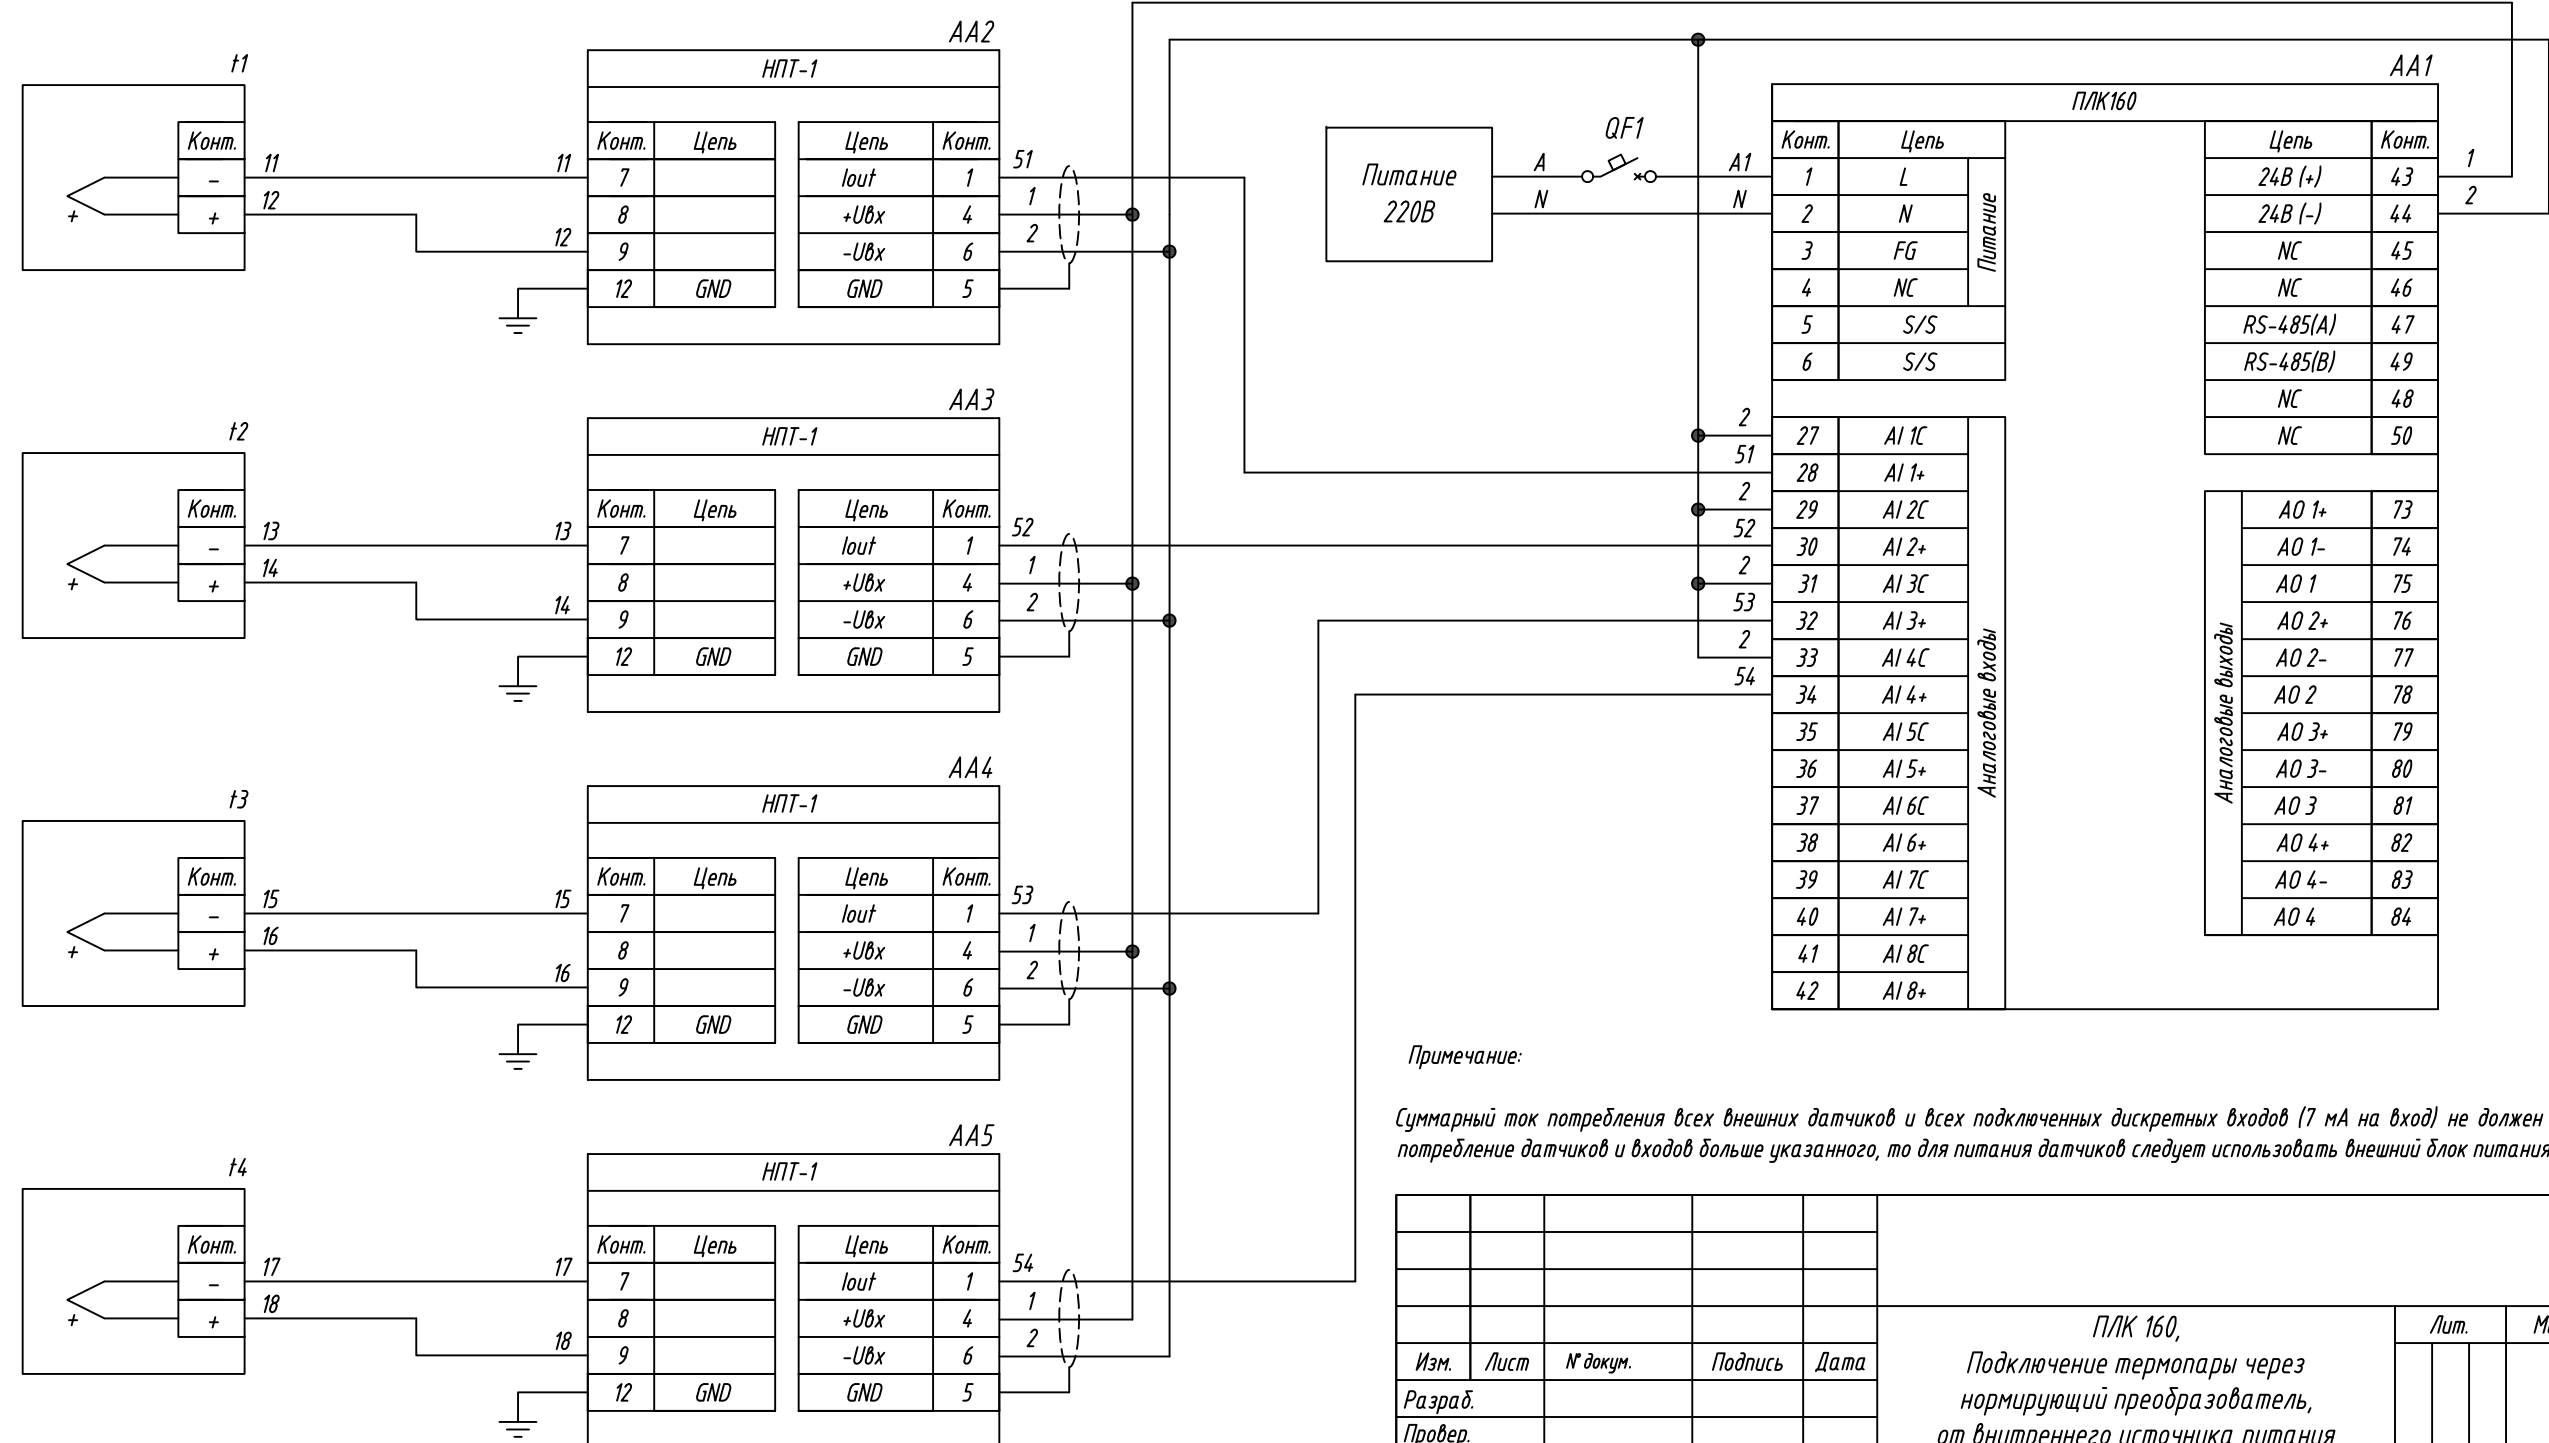 t1
Конт.
- 11
+ 12
+
AA2
НПТ-1
Конт. Цепь Цепь Конт.
11 7 Iout 1 51
8 +Uвх 4 1
12 9 -Uвх 6 2
12 GND GND 5
t2
Конт.
- 13
+ 14
+
AA3
НПТ-1
Конт. Цепь Цепь Конт.
13 7 Iout 1 52
8 +Uвх 4 1
14 9 -Uвх 6 2
12 GND GND 5
t3
Конт.
- 15
+ 16
+
AA4
НПТ-1
Конт. Цепь Цепь Конт.
15 7 Iout 1 53
8 +Uвх 4 1
16 9 -Uвх 6 2
12 GND GND 5
t4
Конт.
- 17
+ 18
+
AA5
НПТ-1
Конт. Цепь Цепь Конт.
17 7 Iout 1 54
8 +Uвх 4 1
18 9 -Uвх 6 2
12 GND GND 5
Питание
220В
A QF1 A1
N N
AA1
ПЛК160
Конт. Цепь
1 L
2 N
3 FG
4 NC
Питание
5 S/S
6 S/S
2 27 AI 1C
51 28 AI 1+
2 29 AI 2C
52 30 AI 2+
2 31 AI 3C
53 32 AI 3+
2 33 AI 4C
54 34 AI 4+
35 AI 5C
36 AI 5+
37 AI 6C
38 AI 6+
39 AI 7C
40 AI 7+
41 AI 8C
42 AI 8+
Аналоговые входы
Цепь Конт.
24В (+) 43 1
24В (-) 44 2
NC 45
NC 46
RS-485(A) 47
RS-485(B) 49
NC 48
NC 50
Аналоговые выходы
AO 1+ 73
AO 1- 74
AO 1 75
AO 2+ 76
AO 2- 77
AO 2 78
AO 3+ 79
AO 3- 80
AO 3 81
AO 4+ 82
AO 4- 83
AO 4 84
Примечание:
Суммарный ток потребления всех внешних датчиков и всех подключенных дискретных входов (7 мА на вход) не должен
потребление датчиков и входов больше указанного, то для питания датчиков следует использовать внешний блок питания
Изм. Лист № докум. Подпись Дата
Разраб.
Провер.
ПЛК 160,
Подключение термопары через
нормирующий преобразователь,
от внутреннего источника питания
Лит.